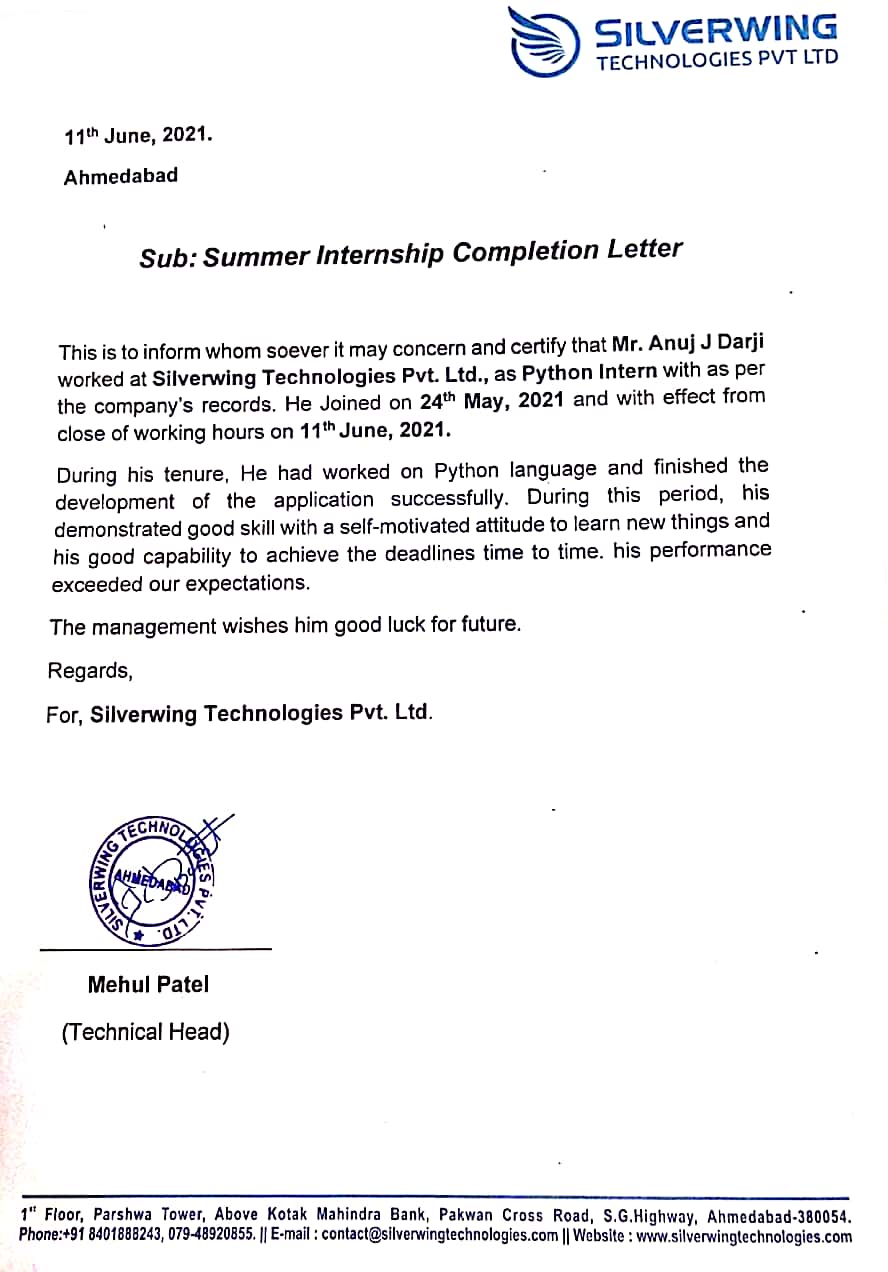 SILVERWING
TECHNOLOGIES PVT LTD
11th June, 2021.
Ahmedabad
Sub: Summer Internship Completion Letter
This is to inform whom soever it may concern and certify that Mr. Anuj J Darji
worked at Silverwing Technologies Pvt. Ltd., as Python Intern with as per
the company's records. He Joined on 24th May, 2021 and with effect from
close of working hours on 11th June, 2021.
During his tenure, He had worked on Python language and finished the
development of the application successfully. During this period, his
demonstrated good skill with a self-motivated attitude to learn new things and
his good capability to achieve the deadlines time to time. his performance
exceeded our expectations.
The management wishes him good luck for future.
Regards,
For, Silverwing Technologies Pvt. Ltd.
SILVERWING TECHNOLOGIES PVT. LTD.
AHMEDABAD
Mehul Patel
(Technical Head)
1st Floor, Parshwa Tower, Above Kotak Mahindra Bank, Pakwan Cross Road, S.G.Highway, Ahmedabad-380054.
Phone:+91 8401888243, 079-48920855. || E-mail : contact@silverwingtechnologies.com || Website : www.silverwingtechnologies.com